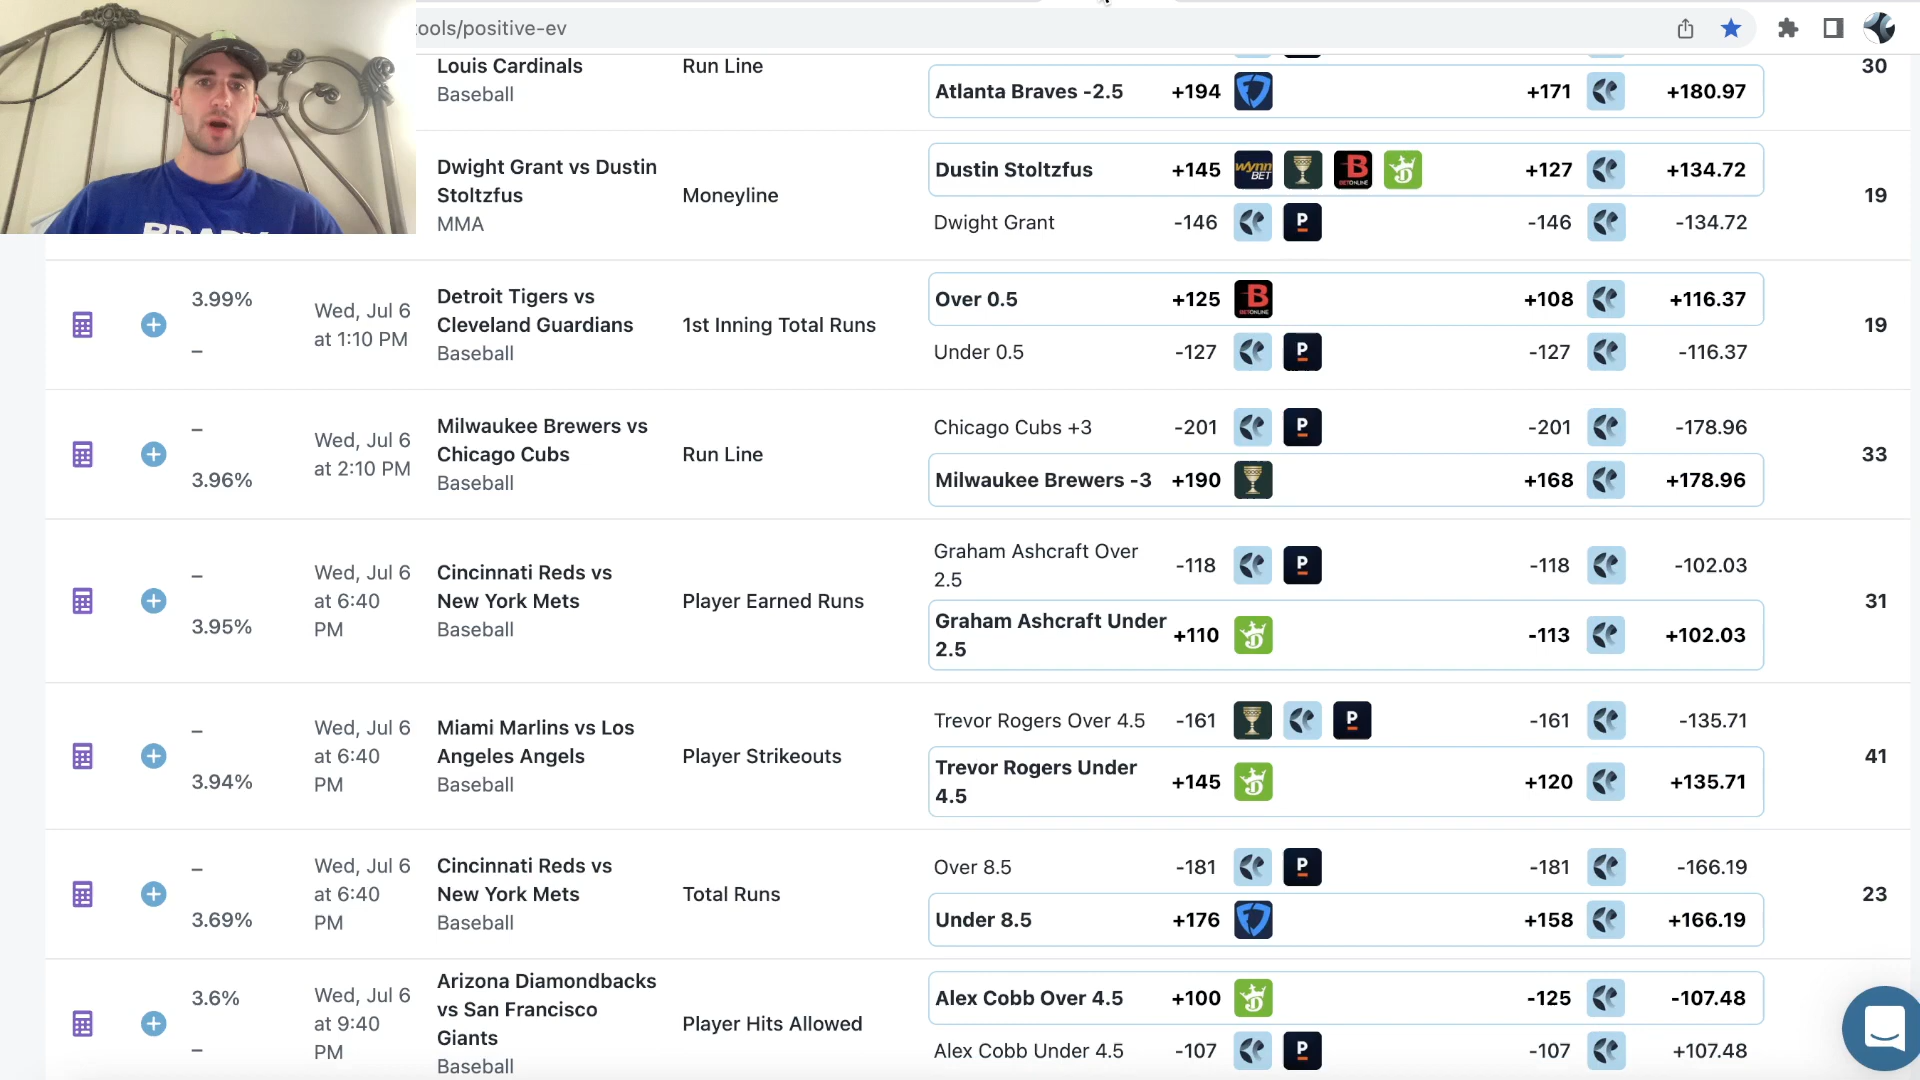 tools/positive-ev
Louis Cardinals
Baseball
Run Line
Atlanta Braves -2.5 +194 +171 +180.97
30
Dwight Grant vs Dustin
Stoltzfus
MMA
Moneyline
Dustin Stoltzfus +145 WYNN BET B BETONLINE +127 +134.72
Dwight Grant -146 P -146 -134.72
19
3.99%
–
Wed, Jul 6
at 1:10 PM
Detroit Tigers vs
Cleveland Guardians
Baseball
1st Inning Total Runs
Over 0.5 +125 B BETONLINE +108 +116.37
Under 0.5 -127 P -127 -116.37
19
–
3.96%
Wed, Jul 6
at 2:10 PM
Milwaukee Brewers vs
Chicago Cubs
Baseball
Run Line
Chicago Cubs +3 -201 P -201 -178.96
Milwaukee Brewers -3 +190 +168 +178.96
33
–
3.95%
Wed, Jul 6
at 6:40
PM
Cincinnati Reds vs
New York Mets
Baseball
Player Earned Runs
Graham Ashcraft Over
2.5 -118 P -118 -102.03
Graham Ashcraft Under
2.5 +110 -113 +102.03
31
–
3.94%
Wed, Jul 6
at 6:40
PM
Miami Marlins vs Los
Angeles Angels
Baseball
Player Strikeouts
Trevor Rogers Over 4.5 -161 P -161 -135.71
Trevor Rogers Under
4.5 +145 +120 +135.71
41
–
3.69%
Wed, Jul 6
at 6:40
PM
Cincinnati Reds vs
New York Mets
Baseball
Total Runs
Over 8.5 -181 P -181 -166.19
Under 8.5 +176 +158 +166.19
23
3.6%
–
Wed, Jul 6
at 9:40
PM
Arizona Diamondbacks
vs San Francisco
Giants
Baseball
Player Hits Allowed
Alex Cobb Over 4.5 +100 -125 -107.48
Alex Cobb Under 4.5 -107 P -107 +107.48